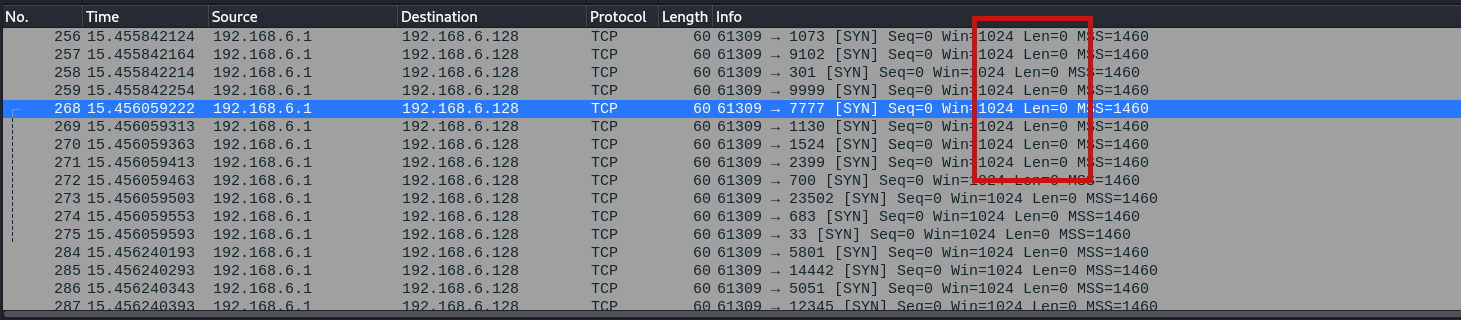 No. Time Source Destination Protocol Length Info
256 15.455842124 192.168.6.1 192.168.6.128 TCP 60 61309 → 1073 [SYN] Seq=0 Win=1024 Len=0 MSS=1460
257 15.455842164 192.168.6.1 192.168.6.128 TCP 60 61309 → 9102 [SYN] Seq=0 Win=1024 Len=0 MSS=1460
258 15.455842214 192.168.6.1 192.168.6.128 TCP 60 61309 → 301 [SYN] Seq=0 Win=1024 Len=0 MSS=1460
259 15.455842254 192.168.6.1 192.168.6.128 TCP 60 61309 → 9999 [SYN] Seq=0 Win=1024 Len=0 MSS=1460
268 15.456059222 192.168.6.1 192.168.6.128 TCP 60 61309 → 7777 [SYN] Seq=0 Win=1024 Len=0 MSS=1460
269 15.456059313 192.168.6.1 192.168.6.128 TCP 60 61309 → 1130 [SYN] Seq=0 Win=1024 Len=0 MSS=1460
270 15.456059363 192.168.6.1 192.168.6.128 TCP 60 61309 → 1524 [SYN] Seq=0 Win=1024 Len=0 MSS=1460
271 15.456059413 192.168.6.1 192.168.6.128 TCP 60 61309 → 2399 [SYN] Seq=0 Win=1024 Len=0 MSS=1460
272 15.456059463 192.168.6.1 192.168.6.128 TCP 60 61309 → 700 [SYN] Seq=0 Win=1024 Len=0 MSS=1460
273 15.456059503 192.168.6.1 192.168.6.128 TCP 60 61309 → 23502 [SYN] Seq=0 Win=1024 Len=0 MSS=1460
274 15.456059553 192.168.6.1 192.168.6.128 TCP 60 61309 → 683 [SYN] Seq=0 Win=1024 Len=0 MSS=1460
275 15.456059593 192.168.6.1 192.168.6.128 TCP 60 61309 → 33 [SYN] Seq=0 Win=1024 Len=0 MSS=1460
284 15.456240193 192.168.6.1 192.168.6.128 TCP 60 61309 → 5801 [SYN] Seq=0 Win=1024 Len=0 MSS=1460
285 15.456240293 192.168.6.1 192.168.6.128 TCP 60 61309 → 14442 [SYN] Seq=0 Win=1024 Len=0 MSS=1460
286 15.456240343 192.168.6.1 192.168.6.128 TCP 60 61309 → 5051 [SYN] Seq=0 Win=1024 Len=0 MSS=1460
287 15.456240393 192.168.6.1 192.168.6.128 TCP 60 61309 → 12345 [SYN] Seq=0 Win=1024 Len=0 MSS=1460